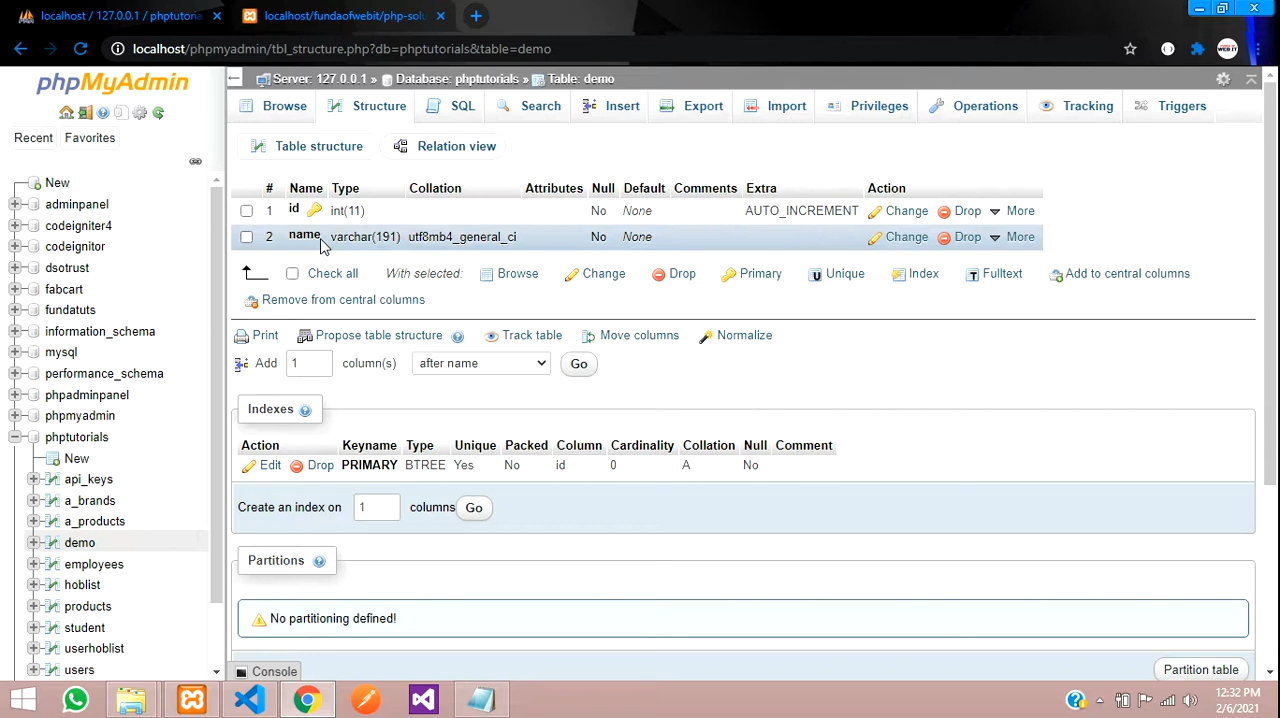 localhost / 127.0.0.1 / phptutoria
localhost/fundaofwebit/php-solu
localhost/phpmyadmin/tbl_structure.php?db=phptutorials&table=demo
phpMyAdmin
Server: 127.0.0.1 » Database: phptutorials » Table: demo
Browse Structure SQL Search Insert Export Import Privileges Operations Tracking Triggers
Recent Favorites
Table structure Relation view
New
adminpanel
codeigniter4
codeignitor
dsotrust
fabcart
fundatuts
information_schema
mysql
performance_schema
phpadminpanel
phpmyadmin
phptutorials
New
api_keys
a_brands
a_products
demo
employees
hoblist
products
student
userhoblist
users
# Name Type Collation Attributes Null Default Comments Extra Action
1 id int(11) No None AUTO_INCREMENT Change Drop More
2 name varchar(191) utf8mb4_general_ci No None Change Drop More
Check all With selected: Browse Change Drop Primary Unique Index Fulltext Add to central columns
Remove from central columns
Print Propose table structure Track table Move columns Normalize
Add 1 column(s) after name Go
Indexes
Action Keyname Type Unique Packed Column Cardinality Collation Null Comment
Edit Drop PRIMARY BTREE Yes No id 0 A No
Create an index on 1 columns Go
Partitions
No partitioning defined!
Partition table
Console
12:32 PM
2/6/2021